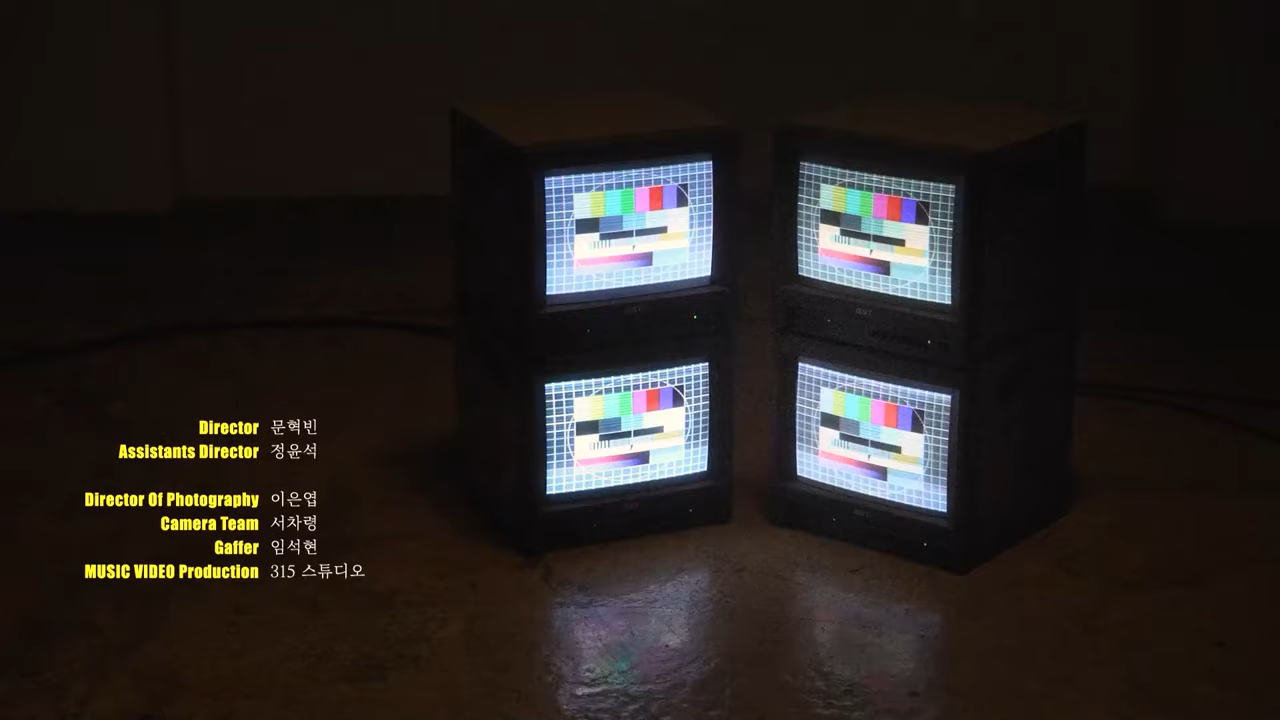 Director 문혁빈
Assistants Director 정윤석
Director Of Photography 이은엽
Camera Team 서차령
Gaffer 임석현
MUSIC VIDEO Production 315 스튜디오